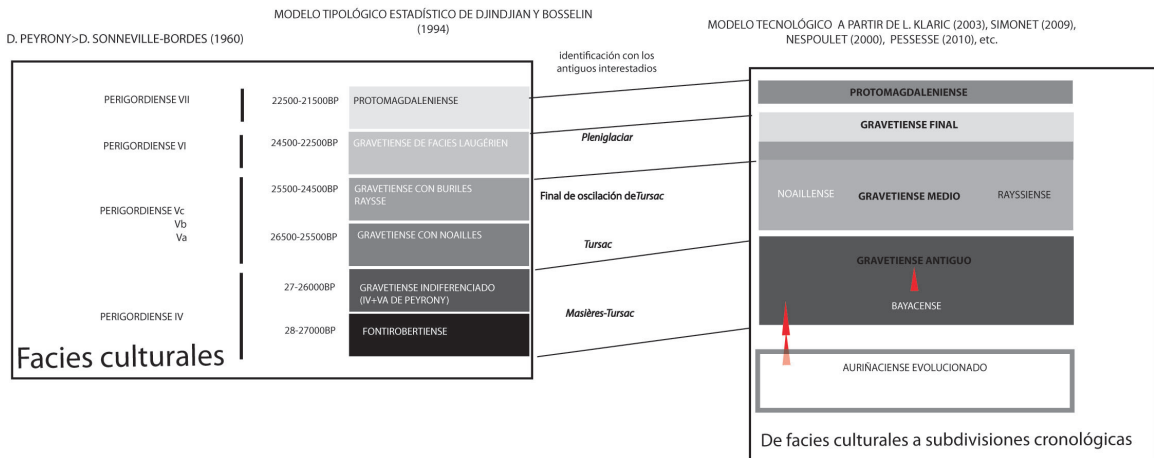 MODELO TIPOLÓGICO ESTADÍSTICO DE DJINDJIAN Y BOSSELIN
(1994)
D. PEYRONY>D. SONNEVILLE-BORDES (1960)
MODELO TECNOLÓGICO A PARTIR DE L. KLARIC (2003), SIMONET (2009),
NESPOULET (2000), PESSESSE (2010), etc.
identificación con los
antiguos interestadios
PERIGORDIENSE VII
22500-21500BP
PROTOMAGDALENIENSE
PERIGORDIENSE VI
24500-22500BP
GRAVETIENSE DE FACIES LAUGÉRIEN
PERIGORDIENSE Vc
Vb
Va
25500-24500BP
GRAVETIENSE CON BURILES
RAYSSE
26500-25500BP
GRAVETIENSE CON NOAILLES
PERIGORDIENSE IV
27-26000BP
GRAVETIENSE INDIFERENCIADO
(IV+VA DE PEYRONY)
28-27000BP
FONTIROBERTIENSE
Facies culturales
Pleniglaciar
Final de oscilación deTursac
Tursac
Masières-Tursac
PROTOMAGDALENIENSE
GRAVETIENSE FINAL
NOAILLENSE
GRAVETIENSE MEDIO
RAYSSIENSE
GRAVETIENSE ANTIGUO
BAYACENSE
AURIÑACIENSE EVOLUCIONADO
De facies culturales a subdivisiones cronológicas